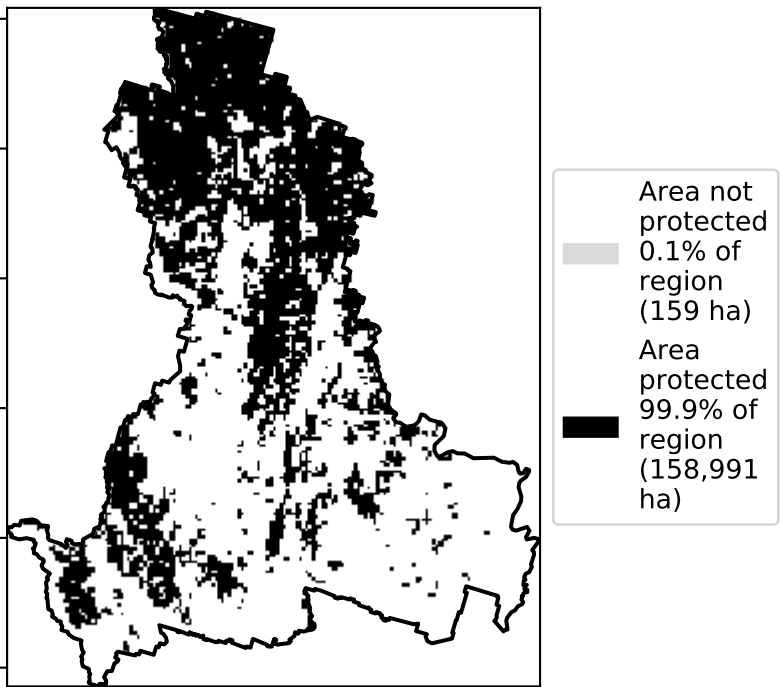 Area not
protected
0.1% of
region
(159 ha)
Area
protected
99.9% of
region
(158,991
ha)